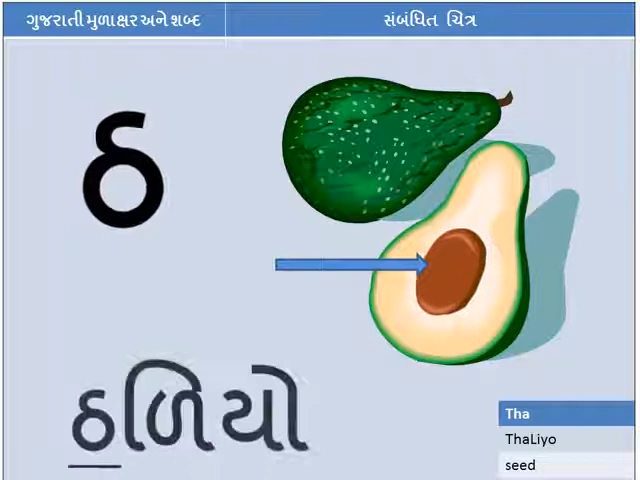 ગુજરાતી મુળાક્ષર અને શબ્દ
સંબંધિત ચિત્ર
ઠ
ઠળિયો
Tha
ThaLiyo
seed